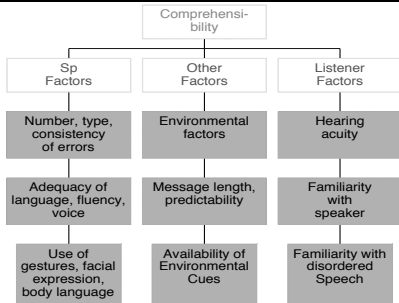 Comprehensi-
bility
Sp
Factors
Other
Factors
Listener
Factors
Number, type,
consistency
of errors
Environmental
factors
Hearing
acuity
Adequacy of
language, fluency,
voice
Message length,
predictability
Familiarity
with
speaker
Use of
gestures, facial
expression,
body language
Availability of
Environmental
Cues
Familiarity with
disordered
Speech